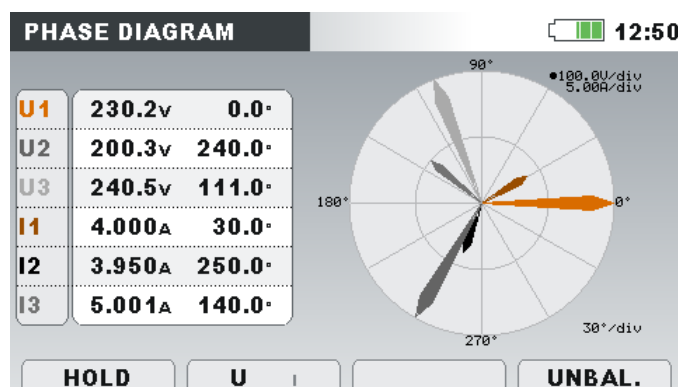 PHASE DIAGRAM 12:50
90°
●100.0V/div
5.00A/div
U1 230.2V 0.0°
U2 200.3V 240.0°
U3 240.5V 111.0°
180° 0°
I1 4.000A 30.0°
I2 3.950A 250.0°
I3 5.001A 140.0°
30°/div
270°
HOLD U I UNBAL.